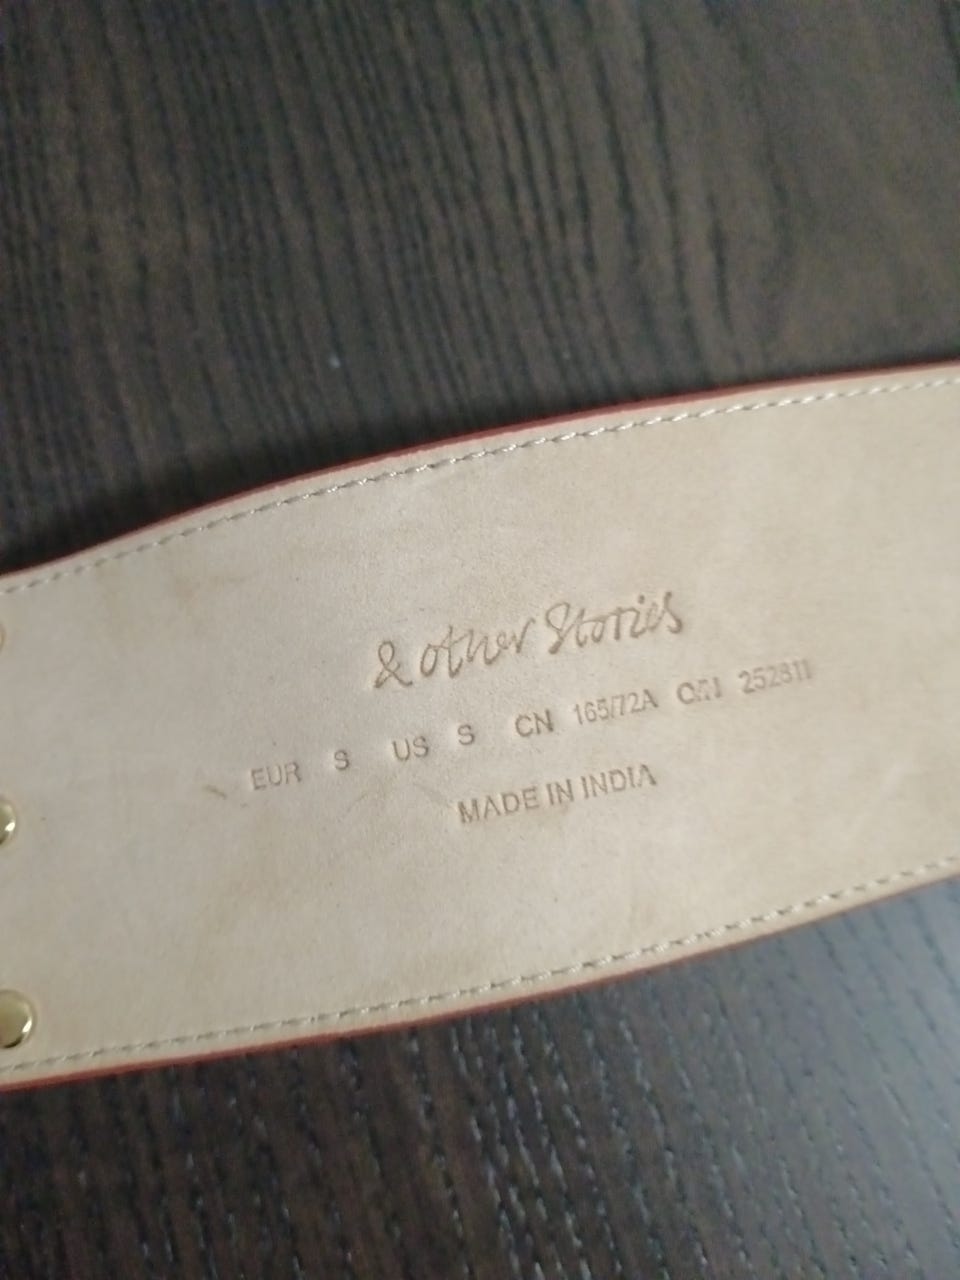 & other Stories
EUR S US S CN 165/72A 252811
MADE IN INDIA